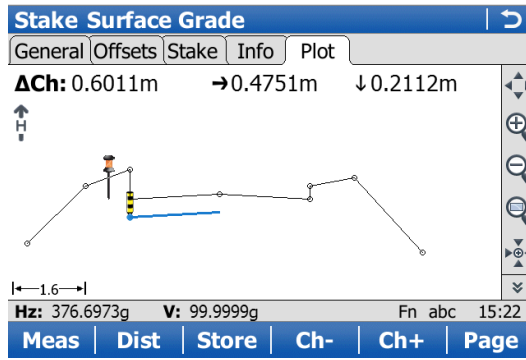 Stake Surface Grade
General Offsets Stake Info Plot
ΔCh: 0.6011m →0.4751m ↓0.2112m
H
1.6
Hz: 376.6973g V: 99.9999g Fn abc 15:22
Meas Dist Store Ch- Ch+ Page